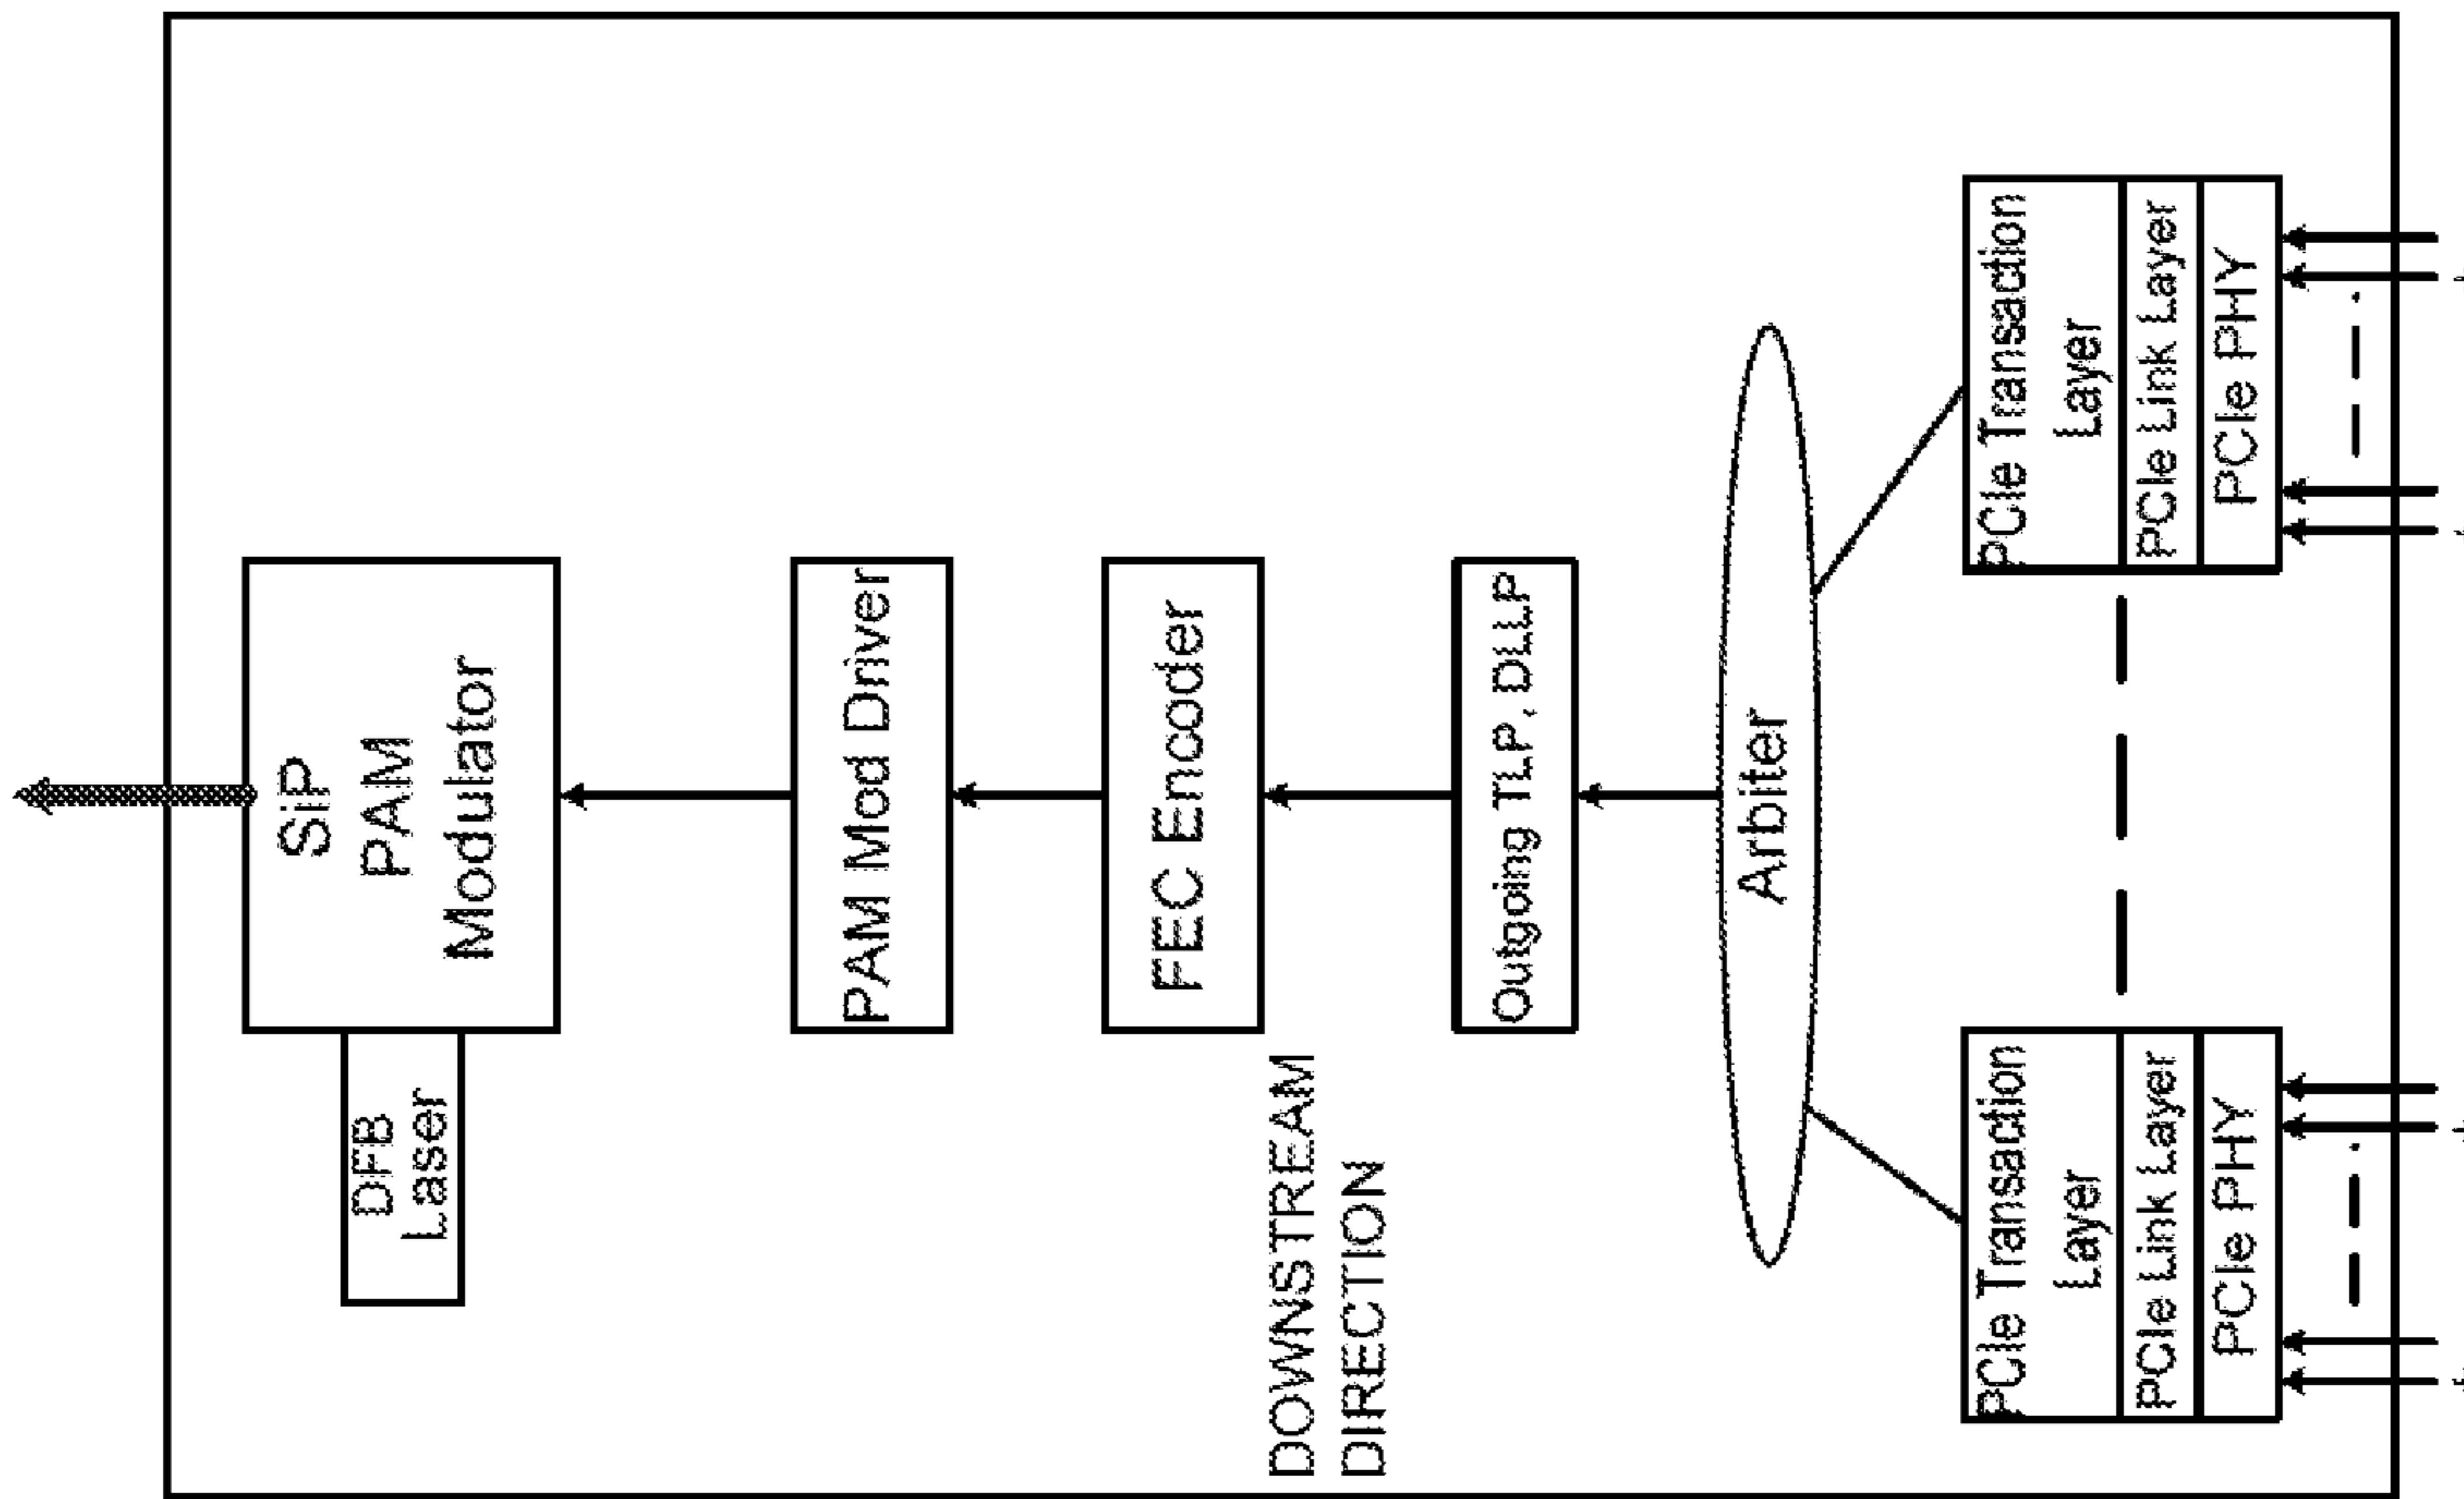 SiP
PAM
Modulator
DFB
Laser
PAM Mod Driver
FEC Encoder
DOWNSTREAM
DIRECTION
Outgoing TLP, DLLP
Arbiter
PCIe Transaction
Layer
PCIe Link Layer
PCIe PHY
PCIe Transaction
Layer
PCIe Link Layer
PCIe PHY